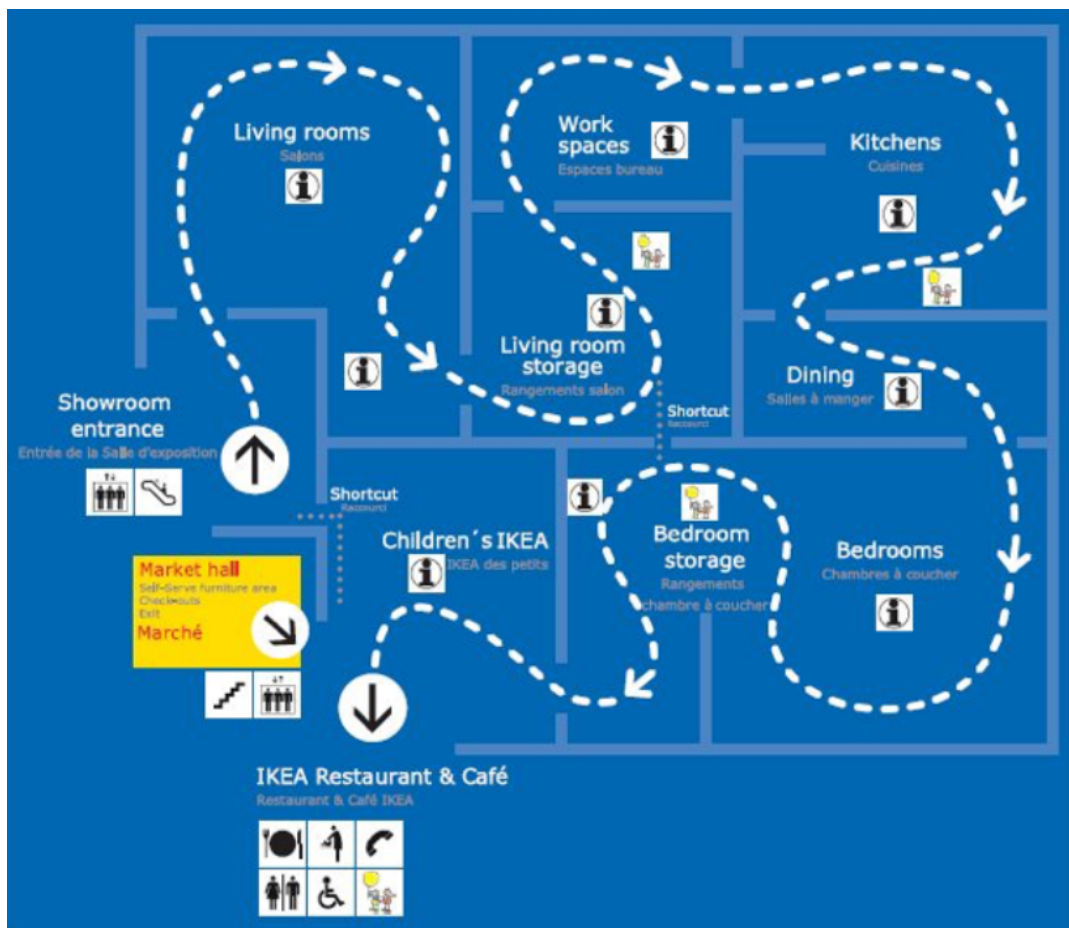 Living rooms
Salons
Work
spaces
Espaces bureau
Kitchens
Cuisines
Living room
storage
Rangements salon
Dining
Salles à manger
Shortcut
Raccourci
Showroom
entrance
Entrée de la Salle d'exposition
Shortcut
Raccourci
Children´s IKEA
IKEA des petits
Bedroom
storage
Rangements
chambre à coucher
Bedrooms
Chambres à coucher
Market hall
Self-Serve furniture area
Check-outs
Exit
Marché
IKEA Restaurant & Café
Restaurant & Café IKEA